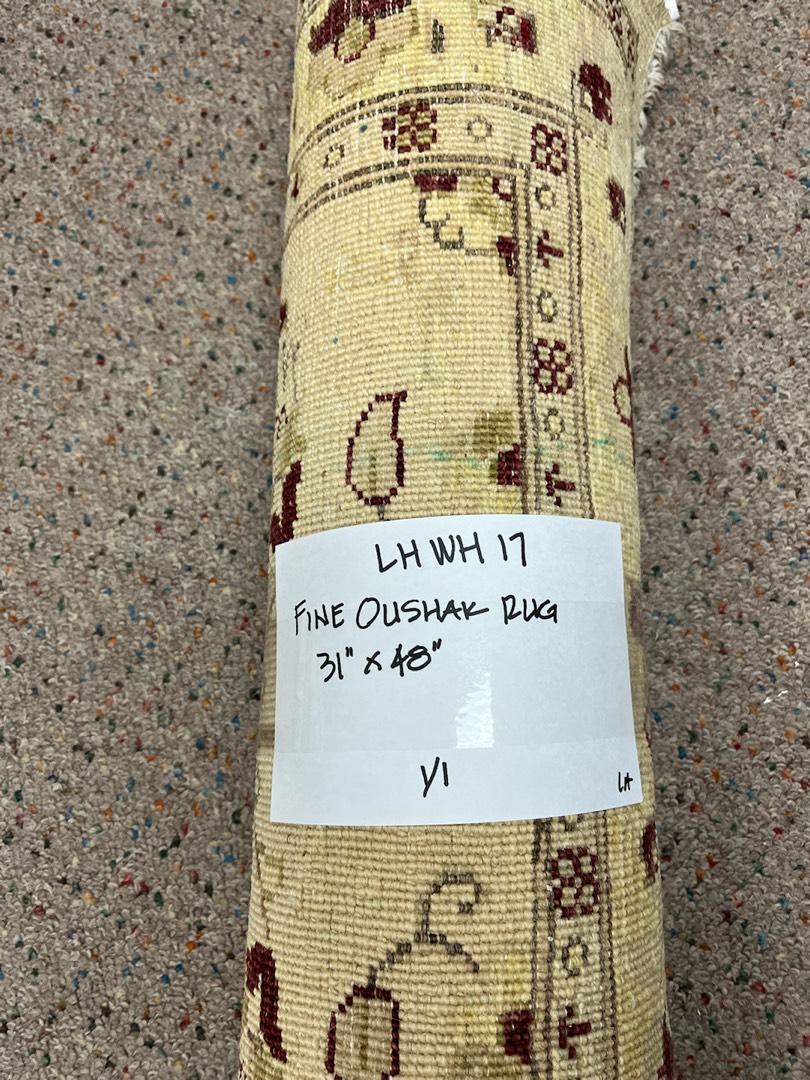 LH WH 17
FINE OUSHAK RUG
31" x 48"
1/1
LH